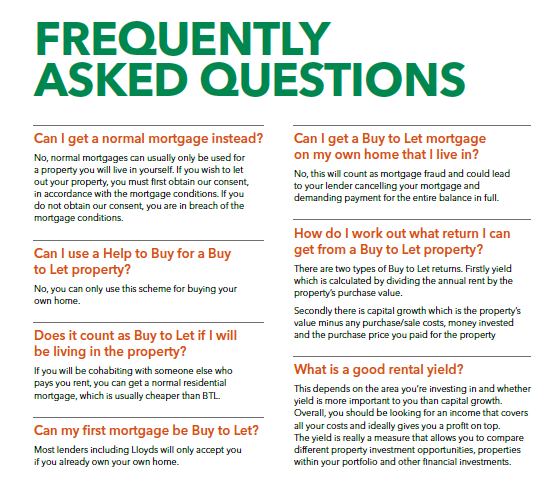 FREQUENTLY
ASKED QUESTIONS
Can I get a normal mortgage instead?
No, normal mortgages can usually only be used for
a property you will live in yourself. If you wish to let
out your property, you must first obtain our consent,
in accordance with the mortgage conditions. If you
do not obtain our consent, you are in breach of the
mortgage conditions.
Can I use a Help to Buy for a Buy
to Let property?
No, you can only use this scheme for buying your
own home.
Does it count as Buy to Let if I will
be living in the property?
If you will be cohabiting with someone else who
pays you rent, you can get a normal residential
mortgage, which is usually cheaper than BTL.
Can my first mortgage be Buy to Let?
Most lenders including Lloyds will only accept you
if you already own your own home.
Can I get a Buy to Let mortgage
on my own home that I live in?
No, this will count as mortgage fraud and could lead
to your lender cancelling your mortgage and
demanding payment for the entire balance in full.
How do I work out what return I can
get from a Buy to Let property?
There are two types of Buy to Let returns. Firstly yield
which is calculated by dividing the annual rent by the
property's purchase value.
Secondly there is capital growth which is the property's
value minus any purchase/sale costs, money invested
and the purchase price you paid for the property
What is a good rental yield?
This depends on the area you're investing in and whether
yield is more important to you than capital growth.
Overall, you should be looking for an income that covers
all your costs and ideally gives you a profit on top.
The yield is really a measure that allows you to compare
different property investment opportunities, properties
within your portfolio and other financial investments.